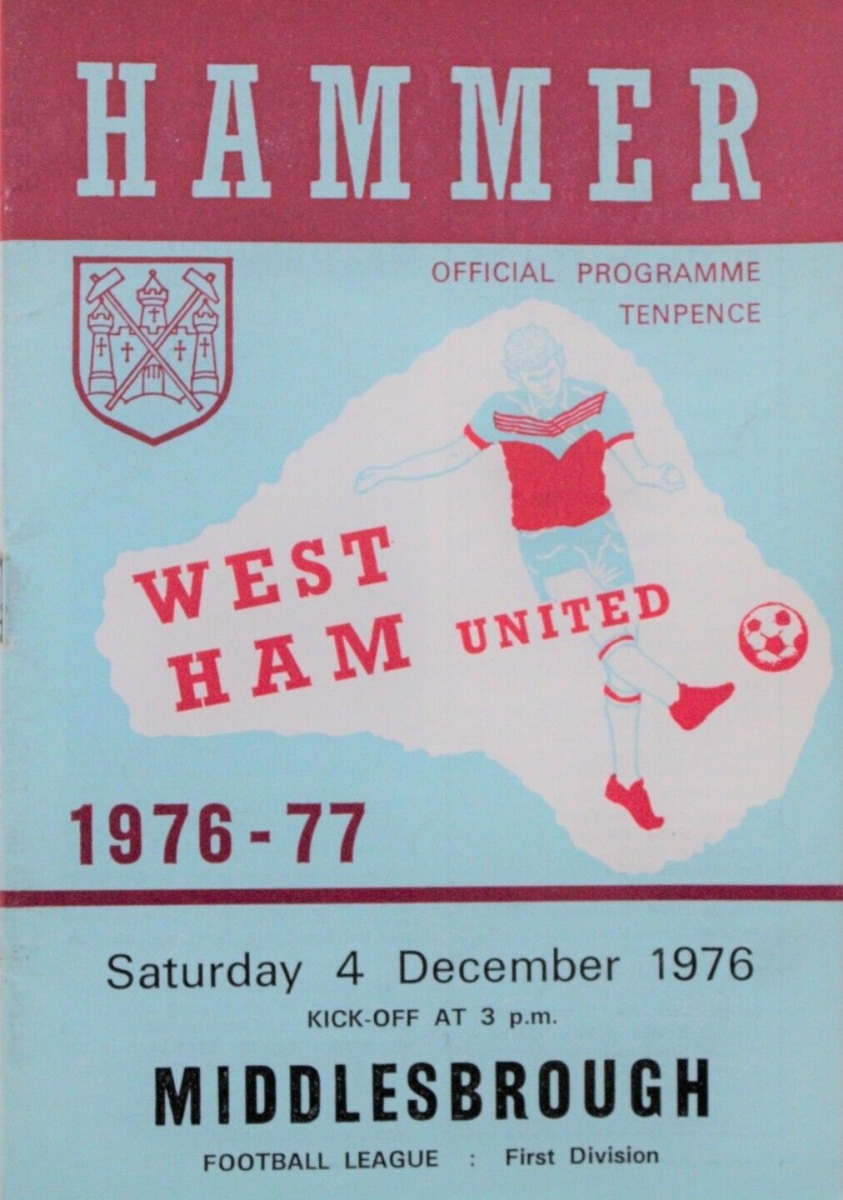 HAMMER
OFFICIAL PROGRAMME
TENPENCE
WEST
HAM UNITED
1976-77
Saturday 4 December 1976
KICK-OFF AT 3 p.m.
MIDDLESBROUGH
FOOTBALL LEAGUE : First Division